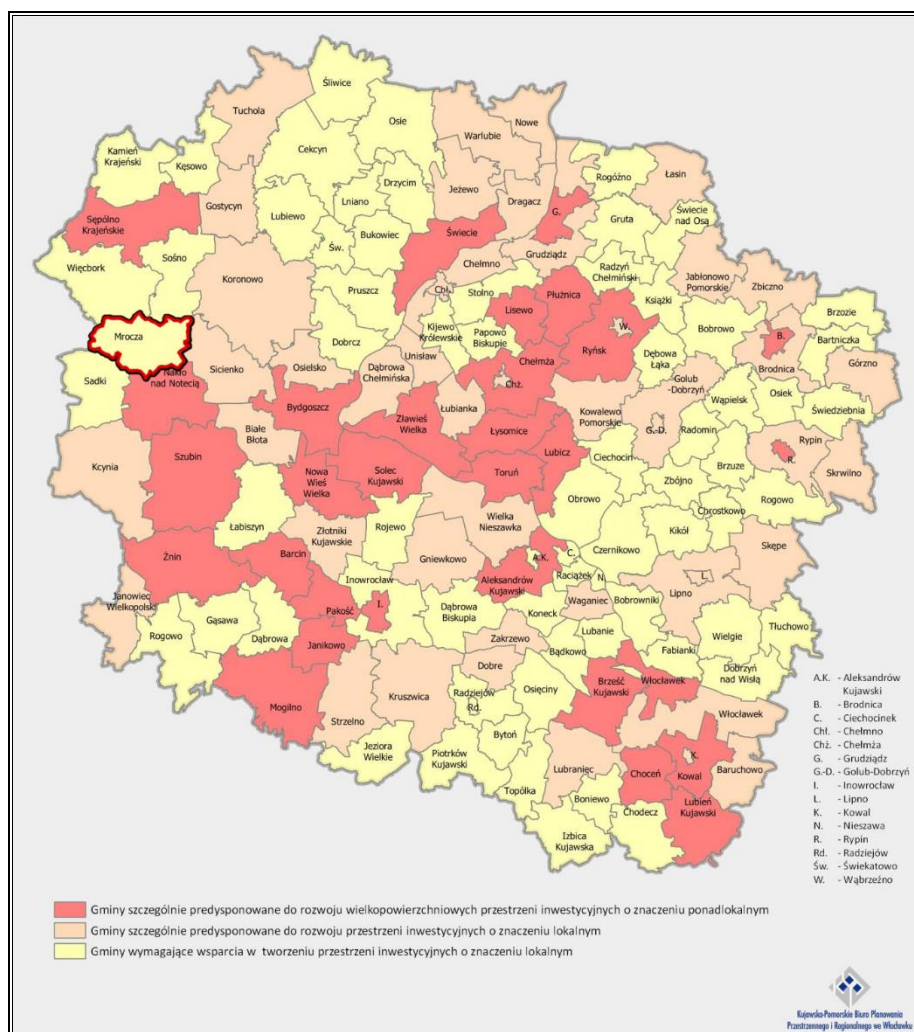 Śliwice
Tuchola
Osie
Nowe
Warlubie
Cekcyn
Kamień
Krajeński
Kęsowo
Rogóźno
Łasin
Drzycim
Jeżewo
Lniano
Dragacz
G.
Gostycyn
Sępólno
Krajeńskie
Lubiewo
Gruta
Świecie
nad Osą
Bukowiec
Świecie
Św.
Grudziądz
Sośno
Więcbork
Koronowo
Chełmno
Radzyń
Chełmiński
Jabłonowo
Pomorskie
Zbiczno
Pruszcz
Chł.
Stolno
Płużnica
Książki
Lisewo
Brzozie
Mrocza
Dobrcz
Kijewo
Królewskie
Papowo
Biskupie
W.
Bobrowo
B.
Bartniczka
Ryńsk
Unisław
Chełmża
Dębowa
Łąka
Nakło
nad Notecią
Sicienko
Osielsko
Dąbrowa
Chełmińska
Brodnica
Górzno
Sadki
Chż.
Golub
-Dobrzyń
Bydgoszcz
Zławieś
Wielka
Łubianka
Kowalewo
Pomorskie
Wąpielsk
Osiek
Świedziebnia
Białe
Błota
Łysomice
G.-D.
Radomin
Rypin
Kcynia
Szubin
Nowa
Wieś
Wielka
Solec
Kujawski
Toruń
Lubicz
Ciechocin
Brzuze
R.
Skrwilno
Zbójno
Łabiszyn
Złotniki
Kujawskie
Rojewo
Wielka
Nieszawka
Obrowo
Chrostkowo
Rogowo
Kikół
Gniewkowo
Czernikowo
Żnin
Barcin
A.K.
C.
Skępe
Inowrocław
Aleksandrów
Kujawski
Raciążek
N.
Janowiec
Wielkopolski
Pakość
I.
L.
Lipno
Gąsawa
Dąbrowa
Biskupia
Koneck
Waganiec
Bobrowniki
Rogowo
Dąbrowa
Janikowo
Lubanie
Wielgie
Tłuchowo
Zakrzewo
Bądkowo
Fabianki
Dobre
Dobrzyń
nad Wisłą
Mogilno
Kruszwica
Radziejów
Rd.
Osięciny
Brześć
Kujawski
Włocławek
Strzelno
Włocławek
Jeziora
Wielkie
Piotrków
Kujawski
Bytoń
K.
Lubraniec
Choceń
Kowal
Baruchowo
Topólka
Boniewo
Chodecz
Lubień
Kujawski
Izbica
Kujawska
A.K. - Aleksandrów
Kujawski
B. - Brodnica
C. - Ciechocinek
Chł. - Chełmno
Chż. - Chełmża
G. - Grudziądz
G.-D. - Golub-Dobrzyń
I. - Inowrocław
L. - Lipno
K. - Kowal
N. - Nieszawa
R. - Rypin
Rd. - Radziejów
Św. - Świekatowo
W. - Wąbrzeźno
Gminy szczególnie predysponowane do rozwoju wielkopowierzchniowych przestrzeni inwestycyjnych o znaczeniu ponadlokalnym
Gminy szczególnie predysponowane do rozwoju przestrzeni inwestycyjnych o znaczeniu lokalnym
Gminy wymagające wsparcia w tworzeniu przestrzeni inwestycyjnych o znaczeniu lokalnym
Kujawsko-Pomorskie Biuro Planowania
Przestrzennego i Regionalnego we Włocławku